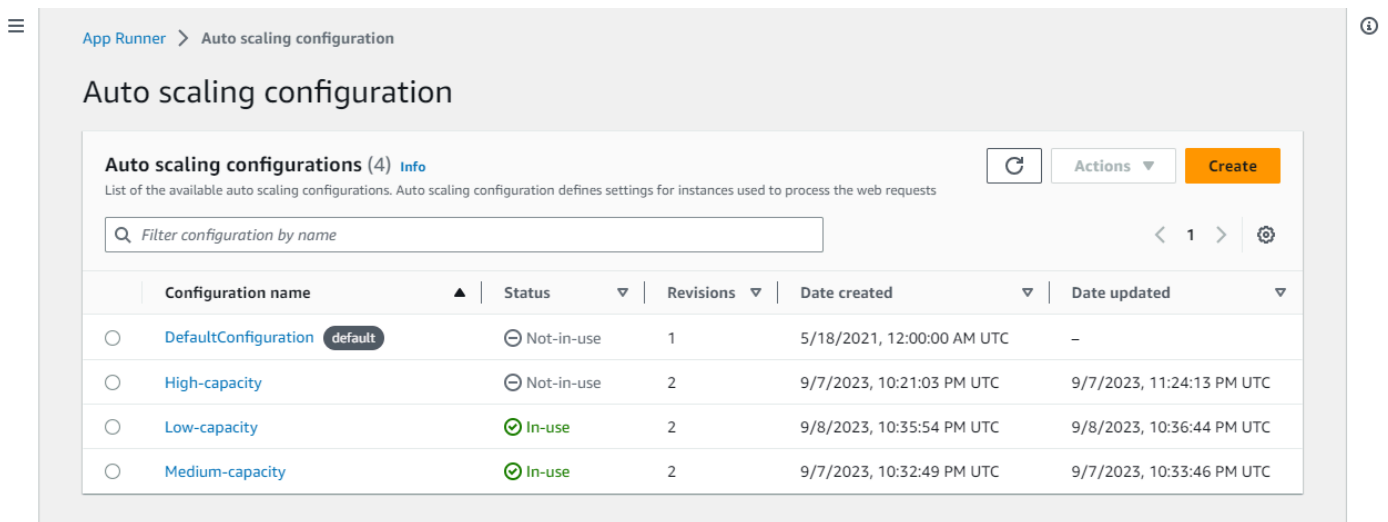 App Runner > Auto scaling configuration
Auto scaling configuration
Auto scaling configurations (4) Info
List of the available auto scaling configurations. Auto scaling configuration defines settings for instances used to process the web requests
Actions
Create
Filter configuration by name
1
Configuration name Status Revisions Date created Date updated
DefaultConfiguration default Not-in-use 1 5/18/2021, 12:00:00 AM UTC –
High-capacity Not-in-use 2 9/7/2023, 10:21:03 PM UTC 9/7/2023, 11:24:13 PM UTC
Low-capacity In-use 2 9/8/2023, 10:35:54 PM UTC 9/8/2023, 10:36:44 PM UTC
Medium-capacity In-use 2 9/7/2023, 10:32:49 PM UTC 9/7/2023, 10:33:46 PM UTC